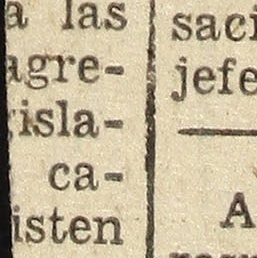 a las
agre-
isla-
ca-
isten
saci
jefe
A